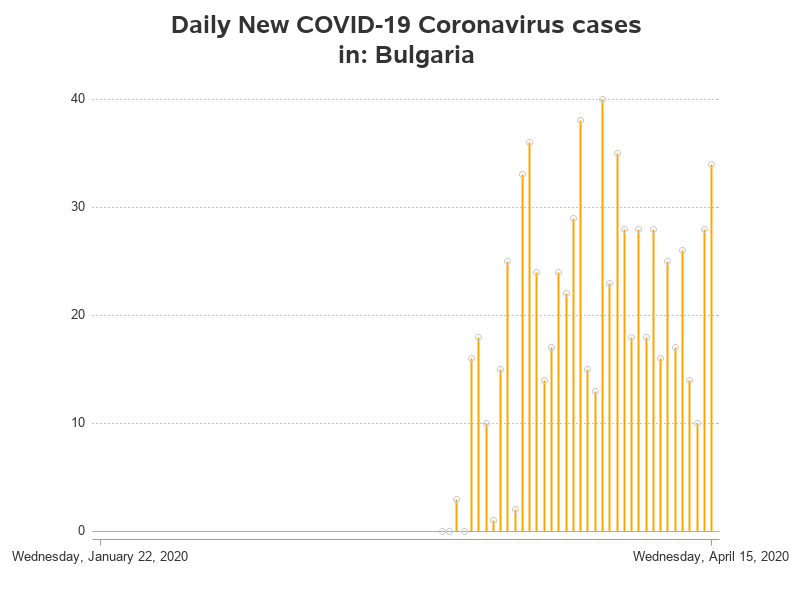 Daily New COVID-19 Coronavirus cases
in: Bulgaria
40
30
20
10
0
Wednesday, January 22, 2020
Wednesday, April 15, 2020